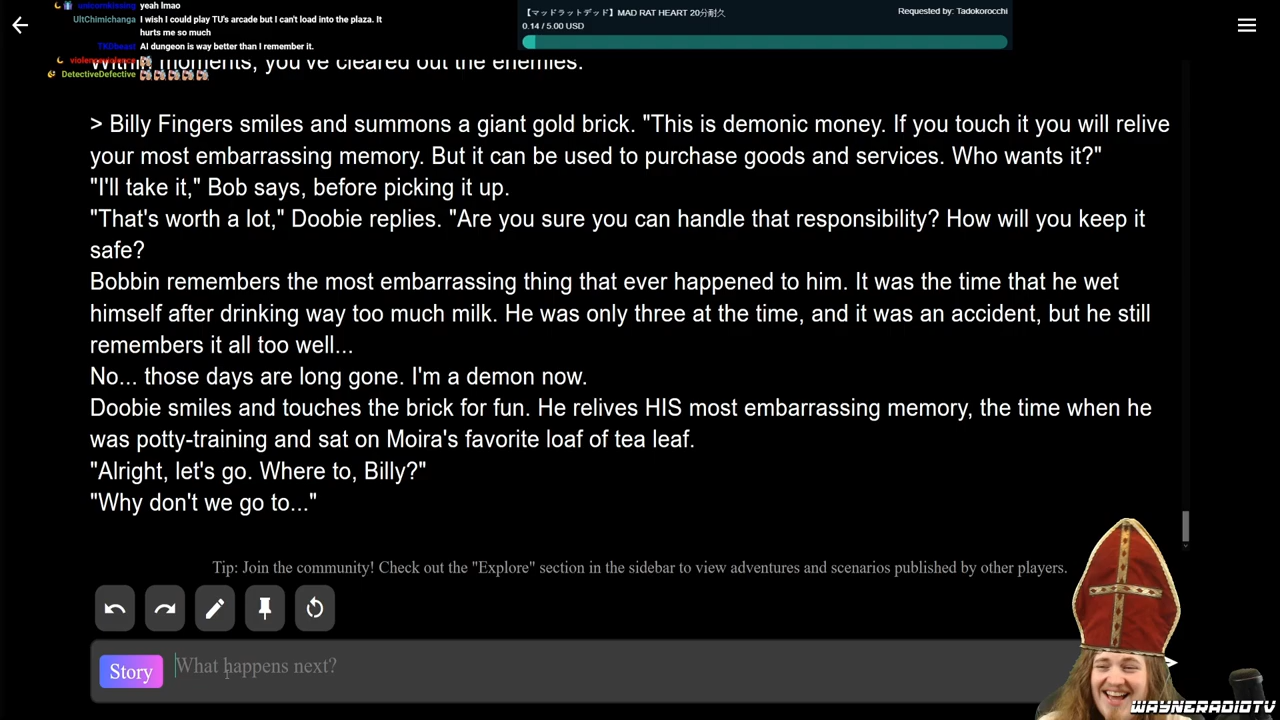 unicornkissing yeah lmao
UltChimichanga I wish I could play TU's arcade but I can't load into the plaza. It
hurts me so much
TKDbeast AI dungeon is way better than I remember it.
DetectiveDefective
【マッドラットデッド】MAD RAT HEART 20分耐久
Requested by: Tadokorocchi
0.14 / 5.00 USD
Within moments, you've cleared out the enemies.
> Billy Fingers smiles and summons a giant gold brick. "This is demonic money. If you touch it you will relive
your most embarrassing memory. But it can be used to purchase goods and services. Who wants it?"
"I'll take it," Bob says, before picking it up.
"That's worth a lot," Doobie replies. "Are you sure you can handle that responsibility? How will you keep it
safe?
Bobbin remembers the most embarrassing thing that ever happened to him. It was the time that he wet
himself after drinking way too much milk. He was only three at the time, and it was an accident, but he still
remembers it all too well...
No... those days are long gone. I'm a demon now.
Doobie smiles and touches the brick for fun. He relives HIS most embarrassing memory, the time when he
was potty-training and sat on Moira's favorite loaf of tea leaf.
"Alright, let's go. Where to, Billy?"
"Why don't we go to..."
Tip: Join the community! Check out the "Explore" section in the sidebar to view adventures and scenarios published by other players.
Story What happens next?
WAYNERADIOTV